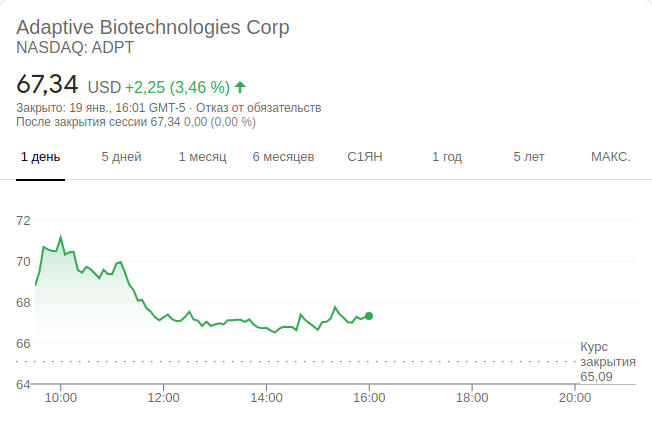 Adaptive Biotechnologies Corp
NASDAQ: ADPT
67,34 USD +2,25 (3,46 %)
Закрыто: 19 янв., 16:01 GMT-5 · Отказ от обязательств
После закрытия сессии 67,34 0,00 (0,00 %)
1 день 5 дней 1 месяц 6 месяцев С1ЯН 1 год 5 лет МАКС.
72
70
68
66
Курс
закрытия
65,09
64
10:00 12:00 14:00 16:00 18:00 20:00